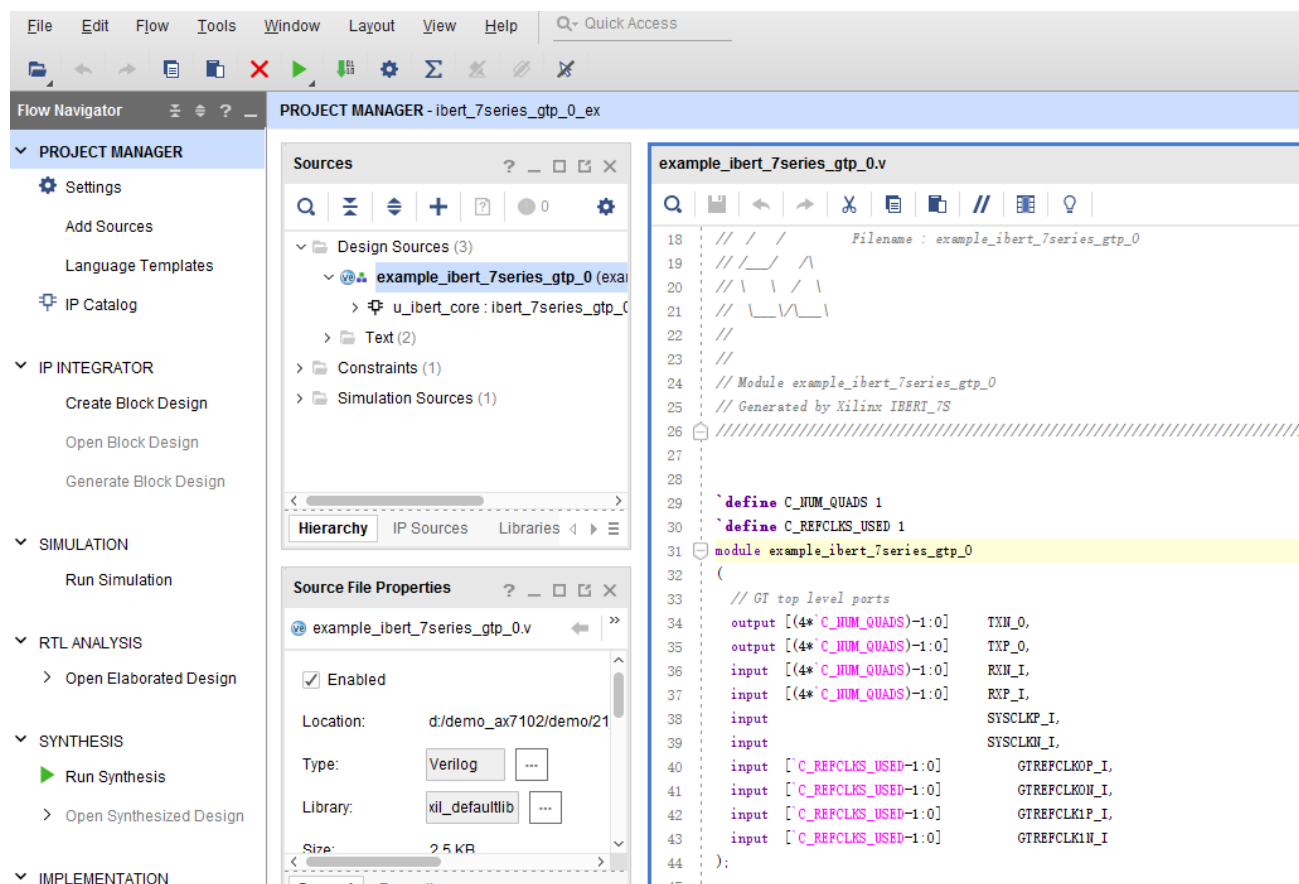 File Edit Flow Tools Window Layout View Help Quick Access
Flow Navigator
PROJECT MANAGER
Settings
Add Sources
Language Templates
IP Catalog
IP INTEGRATOR
Create Block Design
Open Block Design
Generate Block Design
SIMULATION
Run Simulation
RTL ANALYSIS
Open Elaborated Design
SYNTHESIS
Run Synthesis
Open Synthesized Design
IMPLEMENTATION
PROJECT MANAGER - ibert_7series_gtp_0_ex
Sources
0
Design Sources (3)
example_ibert_7series_gtp_0 (exa
u_ibert_core : ibert_7series_gtp_0
Text (2)
Constraints (1)
Simulation Sources (1)
Hierarchy IP Sources Libraries
Source File Properties
example_ibert_7series_gtp_0.v
Enabled
Location: d:/demo_ax7102/demo/21
Type: Verilog
Library: xil_defaultlib
Size: 2.5 KB
example_ibert_7series_gtp_0.v
18 // / / Filename : example_ibert_7series_gtp_0
19 // /___/ /\
20 // \ \ / \
21 // \___\/\___\
22 //
23 //
24 // Module example_ibert_7series_gtp_0
25 // Generated by Xilinx IBERT_7S
26 //////////////////////////////////////////////////////////////////////////////
27
28
29 `define C_NUM_QUADS 1
30 `define C_REFCLKS_USED 1
31 module example_ibert_7series_gtp_0
32 (
33 // GT top level ports
34 output [(4*`C_NUM_QUADS)-1:0] TXN_O,
35 output [(4*`C_NUM_QUADS)-1:0] TXP_O,
36 input [(4*`C_NUM_QUADS)-1:0] RXN_I,
37 input [(4*`C_NUM_QUADS)-1:0] RXP_I,
38 input SYSCLKP_I,
39 input SYSCLKN_I,
40 input [`C_REFCLKS_USED-1:0] GTREFCLK0P_I,
41 input [`C_REFCLKS_USED-1:0] GTREFCLK0N_I,
42 input [`C_REFCLKS_USED-1:0] GTREFCLK1P_I,
43 input [`C_REFCLKS_USED-1:0] GTREFCLK1N_I
44 );